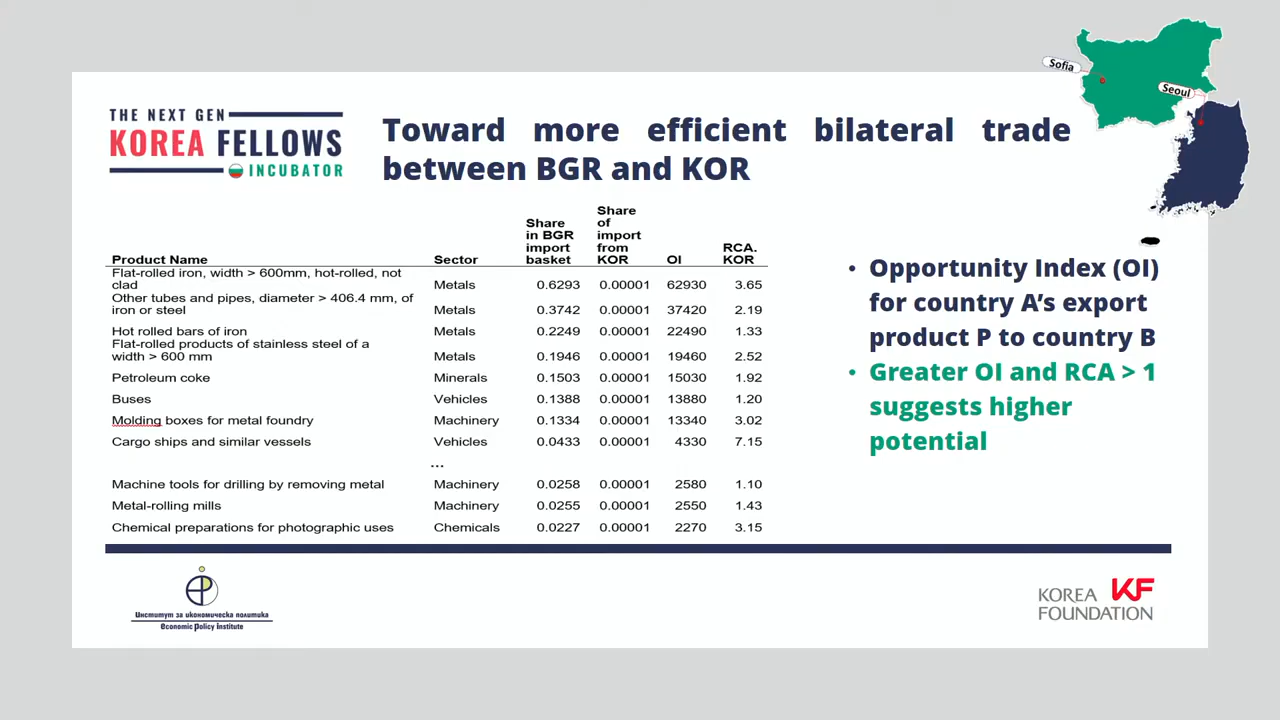 Sofia
Seoul
THE NEXT GEN
KOREA FELLOWS
INCUBATOR
Toward more efficient bilateral trade
between BGR and KOR
Product Name Sector Share in BGR import basket Share of import from KOR OI RCA. KOR
Flat-rolled iron, width > 600mm, hot-rolled, not
clad Metals 0.6293 0.00001 62930 3.65
Other tubes and pipes, diameter > 406.4 mm, of
iron or steel Metals 0.3742 0.00001 37420 2.19
Hot rolled bars of iron Metals 0.2249 0.00001 22490 1.33
Flat-rolled products of stainless steel of a
width > 600 mm Metals 0.1946 0.00001 19460 2.52
Petroleum coke Minerals 0.1503 0.00001 15030 1.92
Buses Vehicles 0.1388 0.00001 13880 1.20
Molding boxes for metal foundry Machinery 0.1334 0.00001 13340 3.02
Cargo ships and similar vessels Vehicles 0.0433 0.00001 4330 7.15
...
Machine tools for drilling by removing metal Machinery 0.0258 0.00001 2580 1.10
Metal-rolling mills Machinery 0.0255 0.00001 2550 1.43
Chemical preparations for photographic uses Chemicals 0.0227 0.00001 2270 3.15
• Opportunity Index (OI)
for country A's export
product P to country B
• Greater OI and RCA > 1
suggests higher
potential
Институт за икономическа политика
Economic Policy Institute
KOREA KF
FOUNDATION